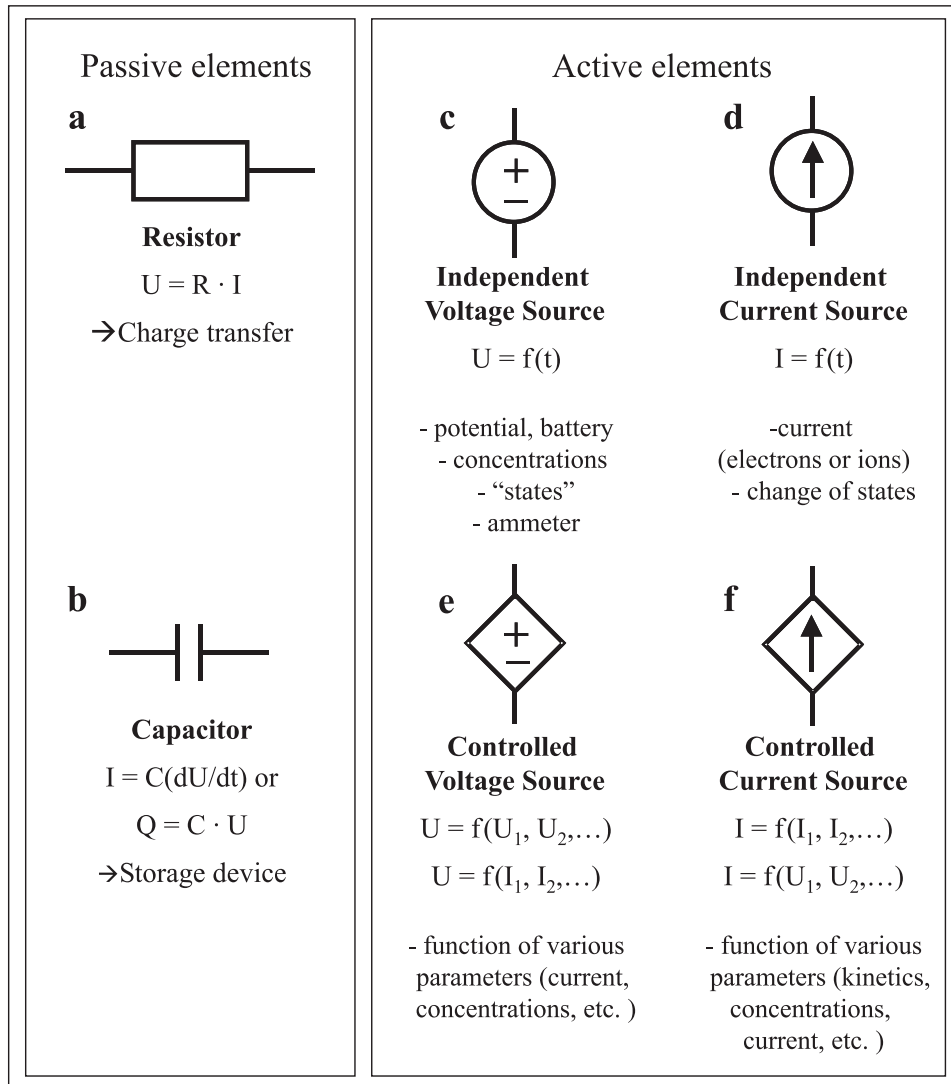 Passive elements
a
Resistor
U = R · I
→Charge transfer
b
Capacitor
I = C(dU/dt) or
Q = C · U
→Storage device
Active elements
c
+
−
Independent
Voltage Source
U = f(t)
- potential, battery
- concentrations
- “states”
- ammeter
d
Independent
Current Source
I = f(t)
-current
(electrons or ions)
- change of states
e
+
−
Controlled
Voltage Source
U = f(U₁, U₂,…)
U = f(I₁, I₂,…)
- function of various
parameters (current,
concentrations, etc. )
f
Controlled
Current Source
I = f(I₁, I₂,…)
I = f(U₁, U₂,…)
- function of various
parameters (kinetics,
concentrations,
current, etc. )